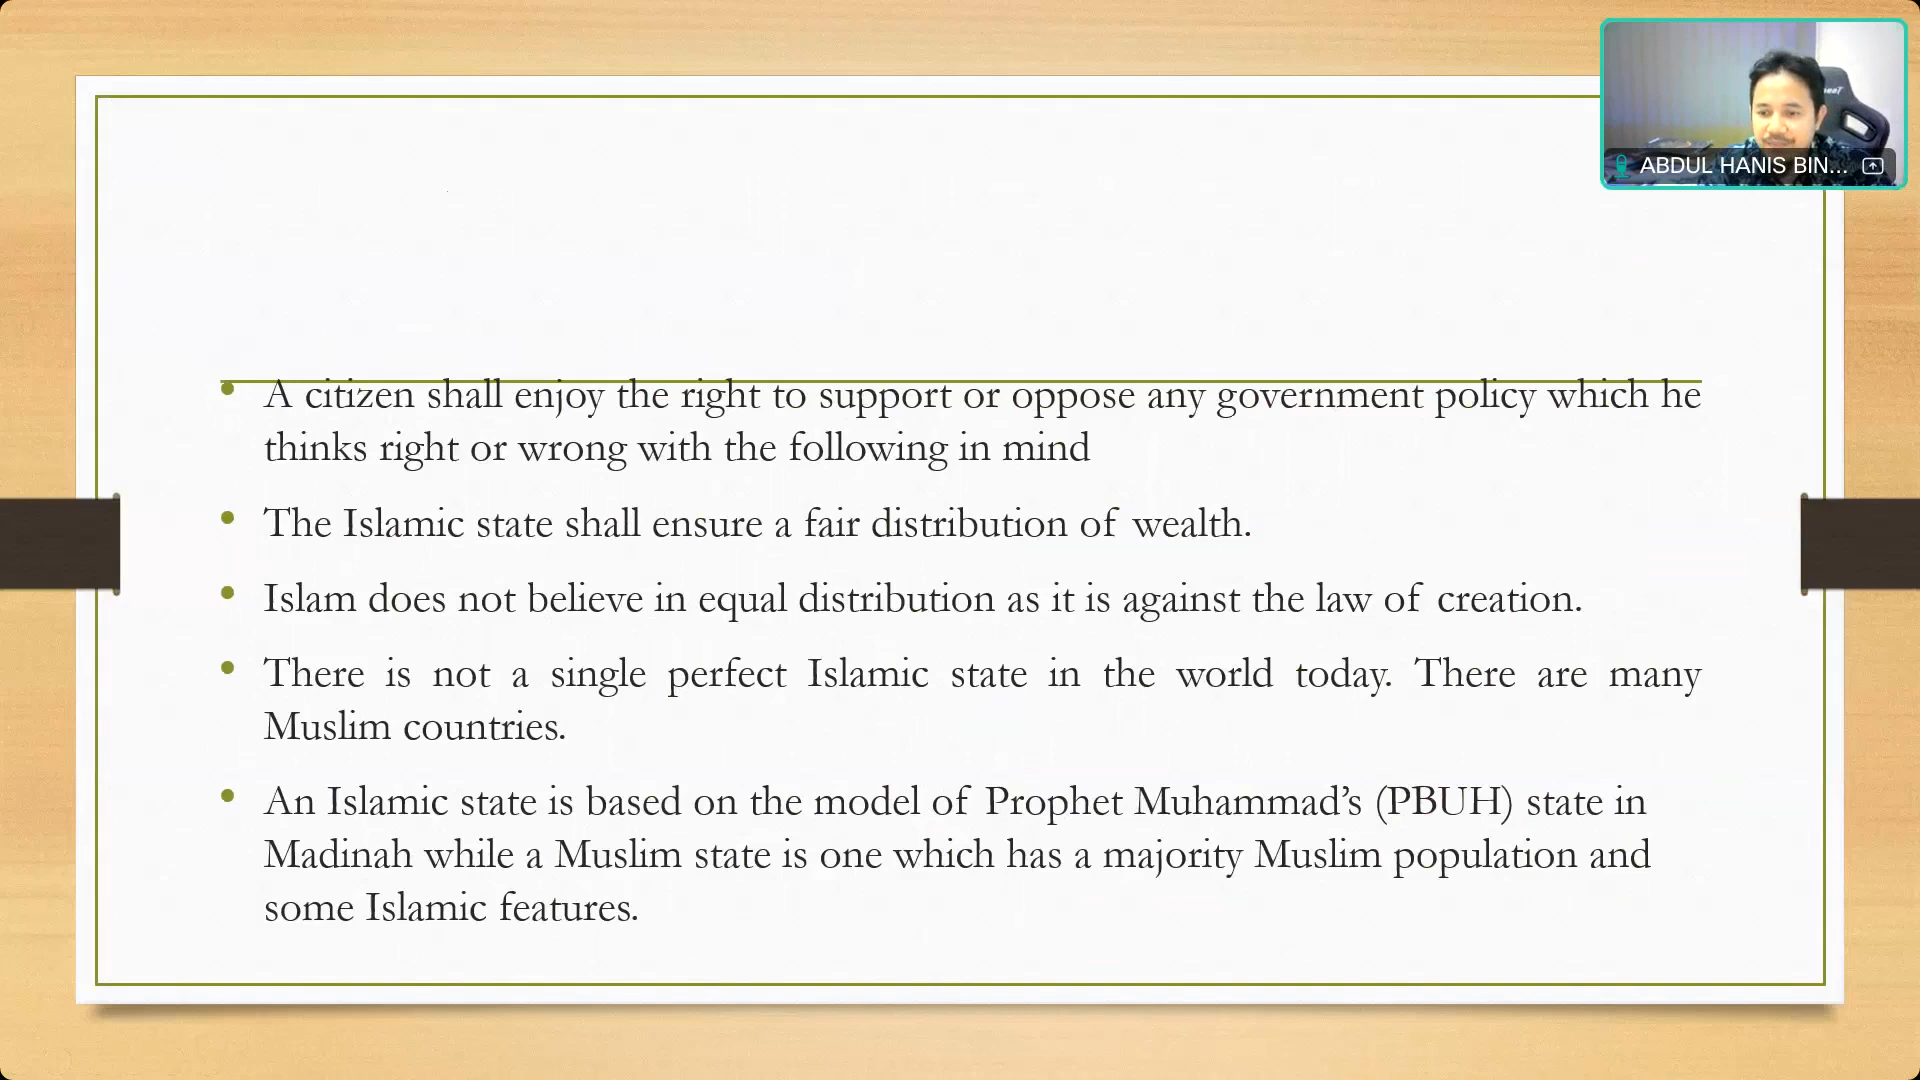 ABDUL HANIS BIN...
• A citizen shall enjoy the right to support or oppose any government policy which he
thinks right or wrong with the following in mind
• The Islamic state shall ensure a fair distribution of wealth.
• Islam does not believe in equal distribution as it is against the law of creation.
• There is not a single perfect Islamic state in the world today. There are many
Muslim countries.
• An Islamic state is based on the model of Prophet Muhammad’s (PBUH) state in
Madinah while a Muslim state is one which has a majority Muslim population and
some Islamic features.